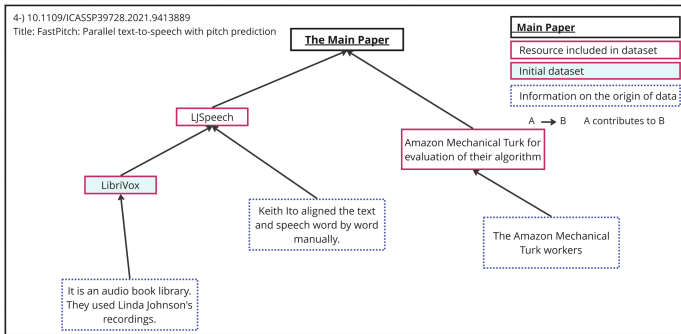 4-) 10.1109/ICASSP39728.2021.9413889
Title: FastPitch: Parallel text-to-speech with pitch prediction
The Main Paper
Main Paper
Resource included in dataset
Initial dataset
Information on the origin of data
A → B A contributes to B
LJSpeech
Amazon Mechanical Turk for
evaluation of their algorithm
LibriVox
Keith Ito aligned the text
and speech word by word
manually.
The Amazon Mechanical
Turk workers
It is an audio book library.
They used Linda Johnson's
recordings.